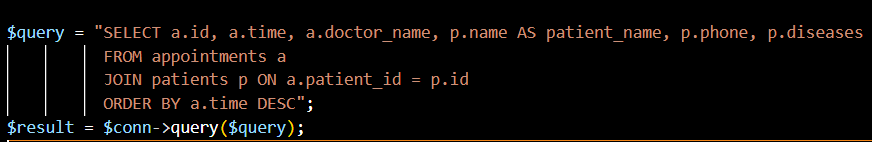 $query = "SELECT a.id, a.time, a.doctor_name, p.name AS patient_name, p.phone, p.diseases
FROM appointments a
JOIN patients p ON a.patient_id = p.id
ORDER BY a.time DESC";
$result = $conn->query($query);